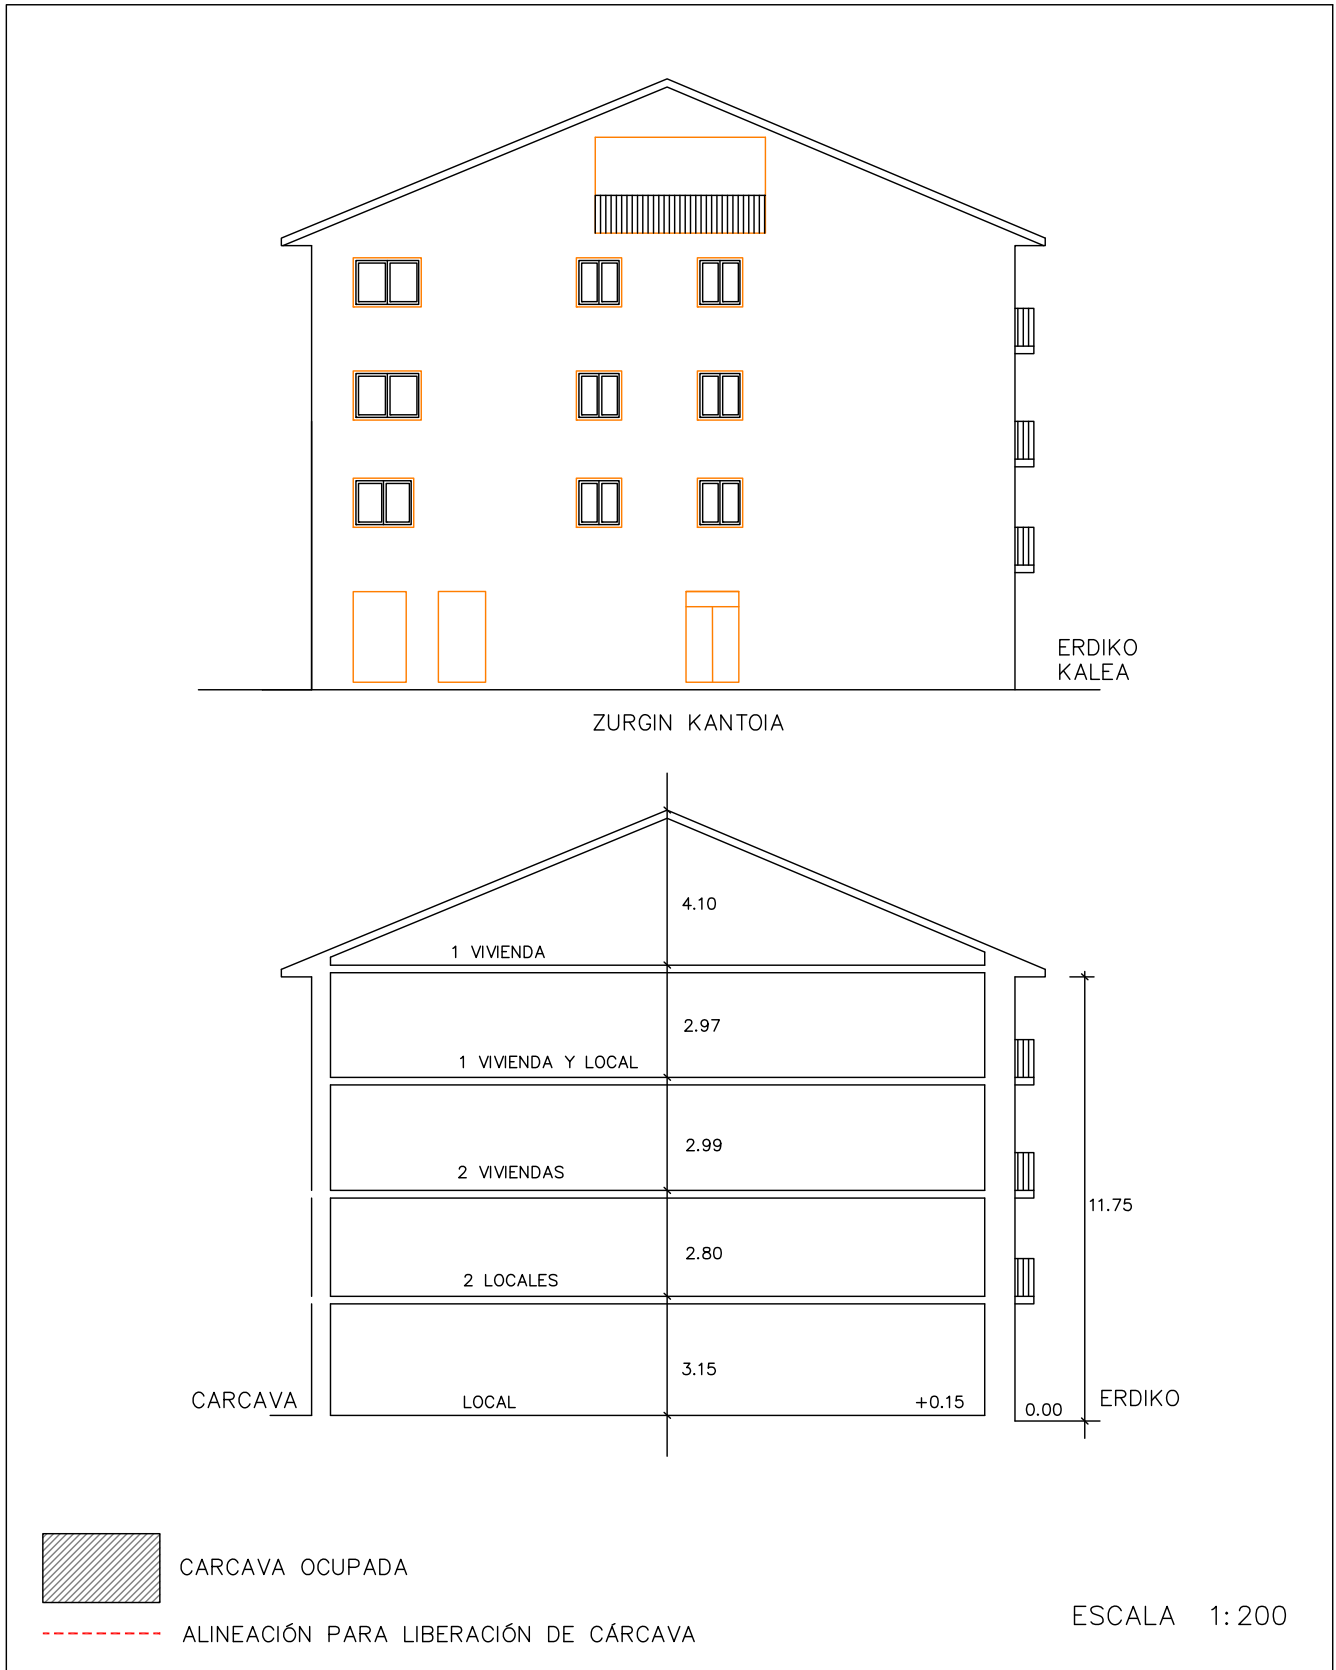 ERDIKO
KALEA
ZURGIN KANTOIA
4.10
1 VIVIENDA
2.97
1 VIVIENDA Y LOCAL
2.99
2 VIVIENDAS
11.75
2.80
2 LOCALES
3.15
CARCAVA
LOCAL
+0.15
0.00
ERDIKO
CARCAVA OCUPADA
ALINEACIÓN PARA LIBERACIÓN DE CÁRCAVA
ESCALA 1:200